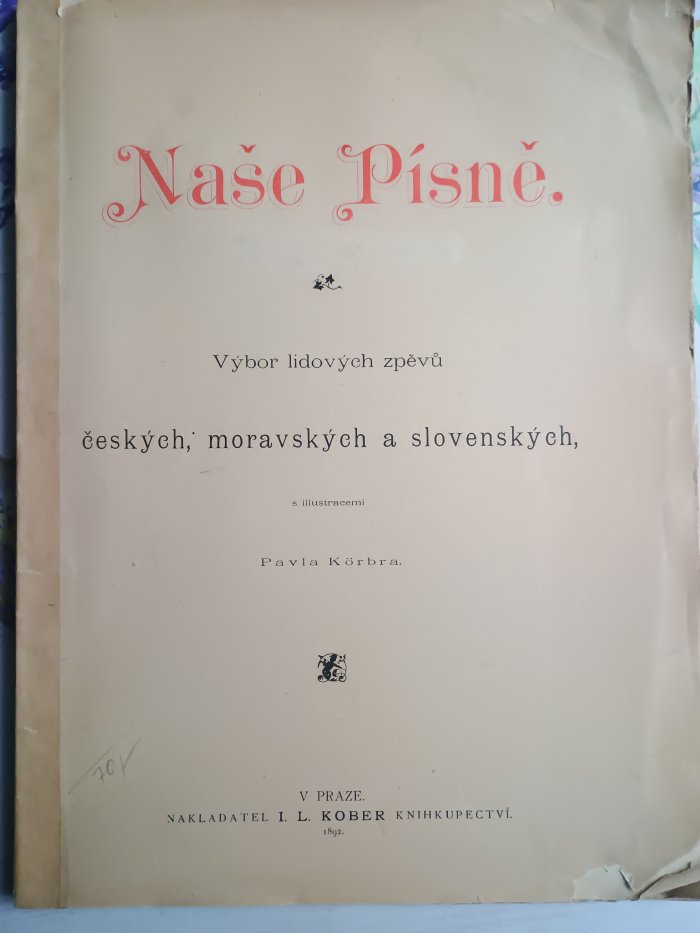 Naše Písně.
Výbor lidových zpěvů
českých, moravských a slovenských,
s illustracemi
Pavla Körbra.
V PRAZE.
NAKLADATEL I. L. KOBER KNIHKUPECTVÍ.
1892.